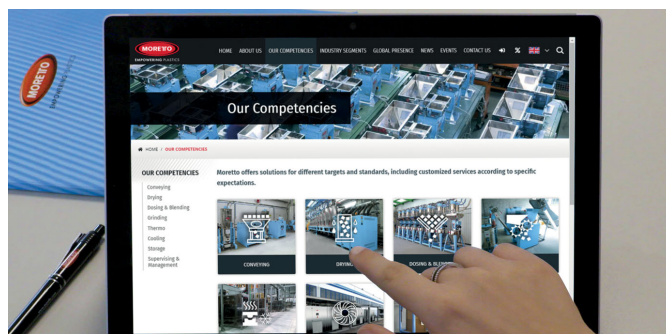 MORETTO
EMPOWERING PLASTICS
HOME ABOUT US OUR COMPETENCIES INDUSTRY SEGMENTS GLOBAL PRESENCE NEWS EVENTS CONTACT US
Our Competencies
HOME / OUR COMPETENCIES
OUR COMPETENCIES
Conveying
Drying
Dosing & Blending
Grinding
Thermo
Cooling
Storage
Supervising &
Management
Moretto offers solutions for different targets and standards, including customized services according to specific
expectations.
CONVEYING
DOSING &
MORETTO